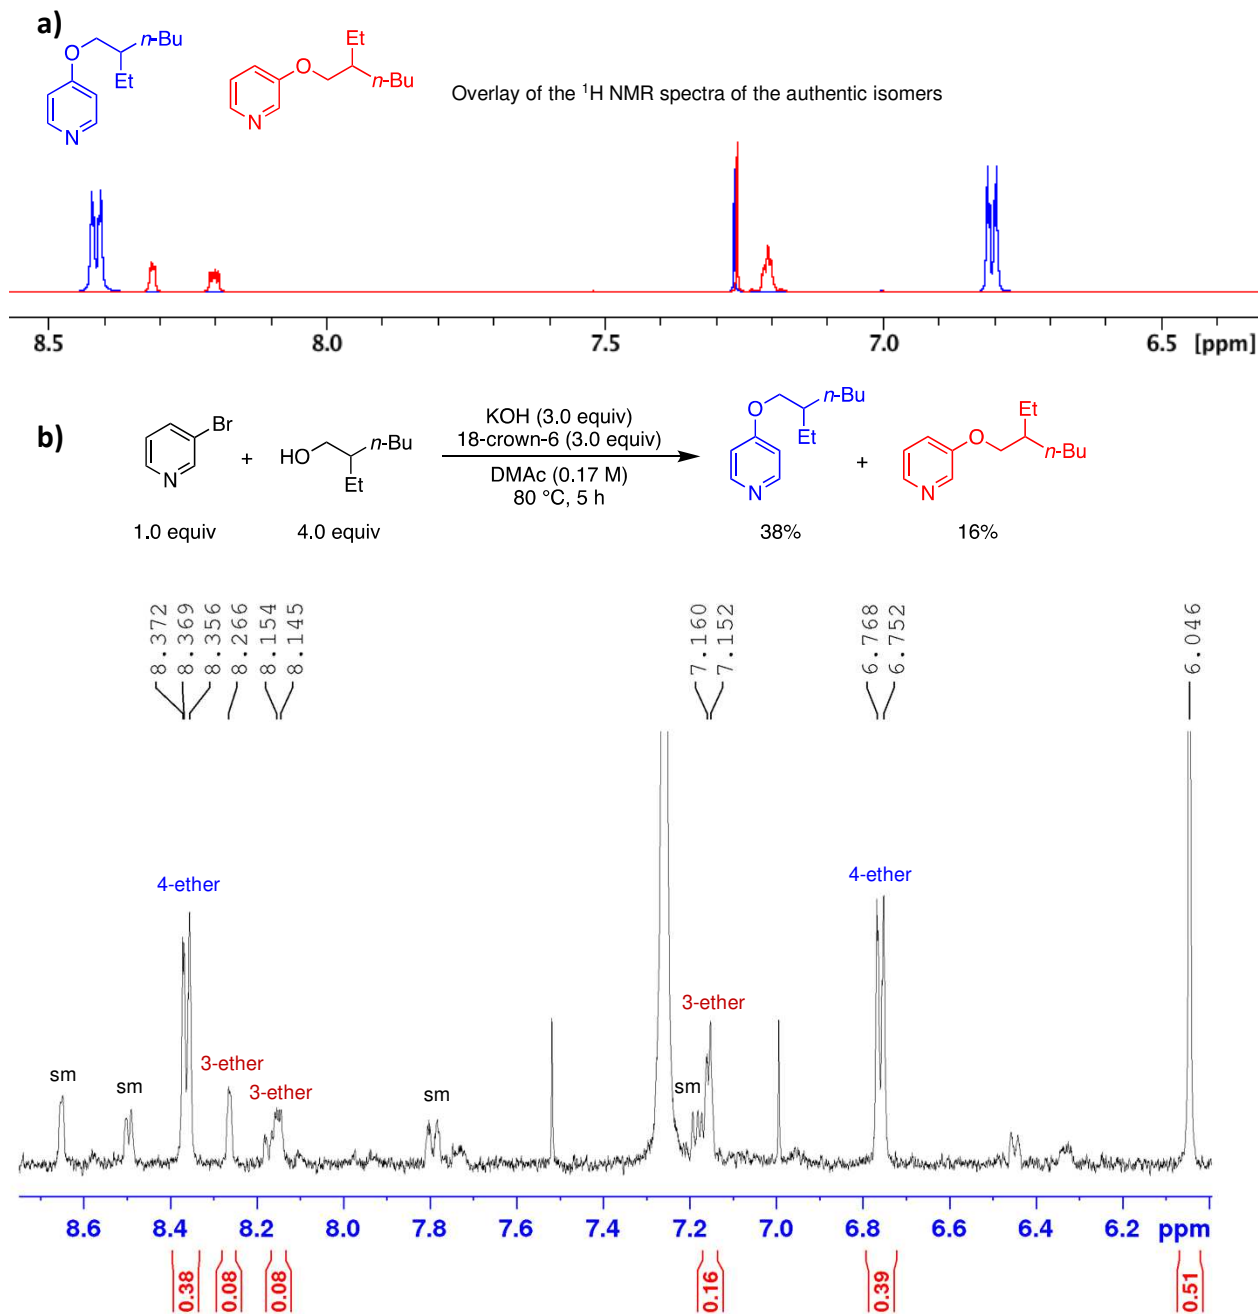 a)
O
n-Bu
Et
N
Et
O
n-Bu
N
Overlay of the ¹H NMR spectra of the authentic isomers
8.5 8.0 7.5 7.0 6.5 [ppm]
b)
Br
N
+
HO
n-Bu
Et
KOH (3.0 equiv)
18-crown-6 (3.0 equiv)
DMAc (0.17 M)
80 °C, 5 h
O
n-Bu
Et
N
+
Et
O
n-Bu
N
1.0 equiv
4.0 equiv
38%
16%
8.372
8.369
8.356
8.266
8.154
8.145
7.160
7.152
6.768
6.752
6.046
4-ether
4-ether
3-ether
3-ether
3-ether
sm
sm
sm
sm
8.6 8.4 8.2 8.0 7.8 7.6 7.4 7.2 7.0 6.8 6.6 6.4 6.2 ppm
0.38
0.08
0.08
0.16
0.39
0.51